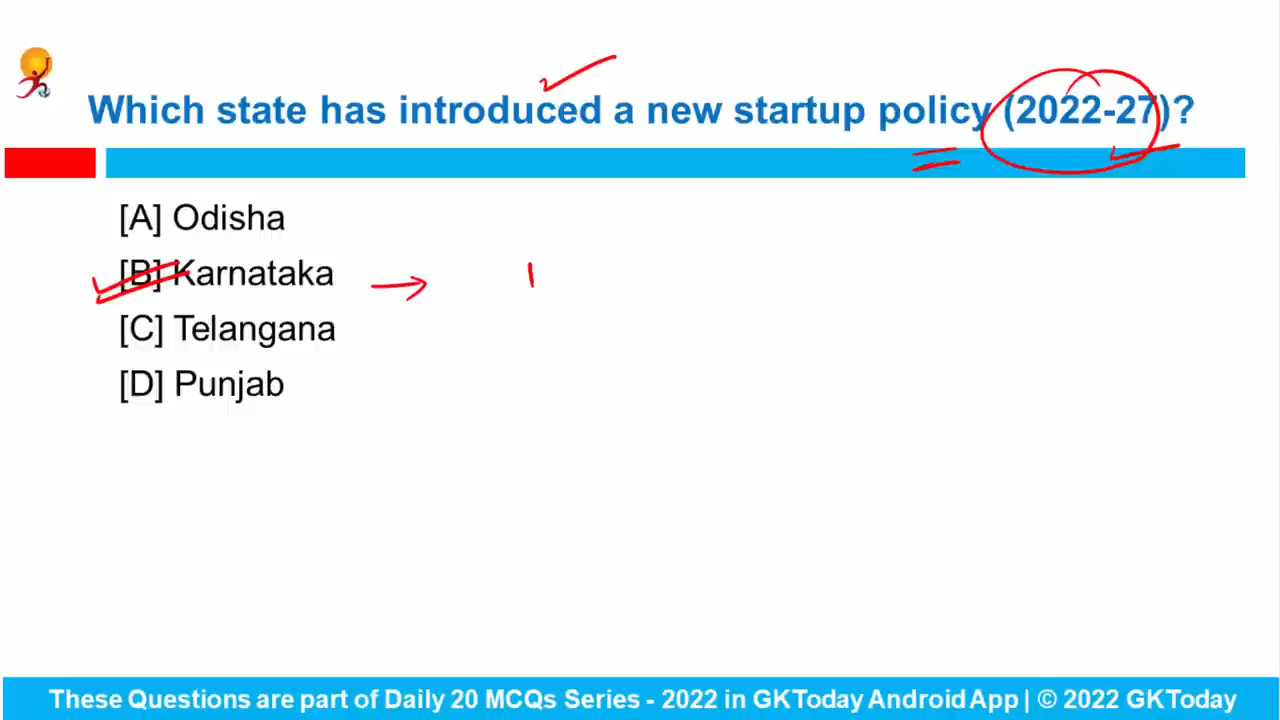 Which state has introduced a new startup policy (2022-27)?
[A] Odisha
[B] Karnataka
[C] Telangana
[D] Punjab
These Questions are part of Daily 20 MCQs Series - 2022 in GKToday Android App | © 2022 GKToday